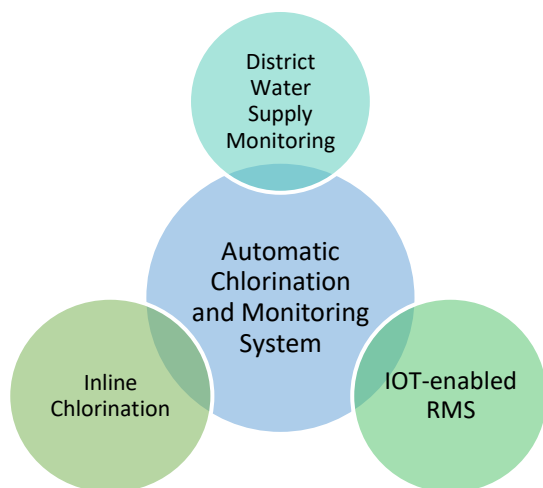 District
Water
Supply
Monitoring
Automatic
Chlorination
and Monitoring
System
Inline
Chlorination
IOT-enabled
RMS